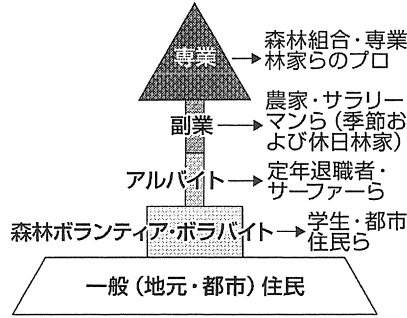 専業
森林組合・専業
林家らのプロ
副業
農家・サラリー
マンら（季節お
よび休日林家）
アルバイト
定年退職者・
サーファーら
森林ボランティア・ボラバイト
学生・都市
住民ら
一般（地元・都市）住民